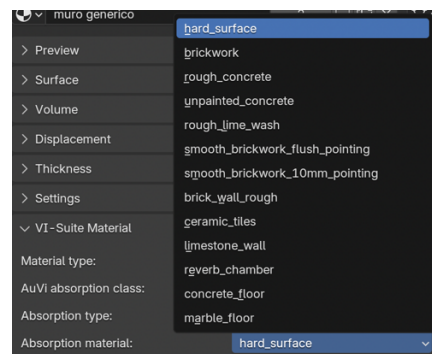 muro generico
hard_surface
brickwork
Preview
rough_concrete
Surface
unpainted_concrete
Volume
rough_lime_wash
Displacement
smooth_brickwork_flush_pointing
Thickness
smooth_brickwork_10mm_pointing
Settings
brick_wall_rough
ceramic_tiles
VI-Suite Material
limestone_wall
Material type:
reverb_chamber
AuVi absorption class:
concrete_floor
Absorption type:
marble_floor
Absorption material:
hard_surface